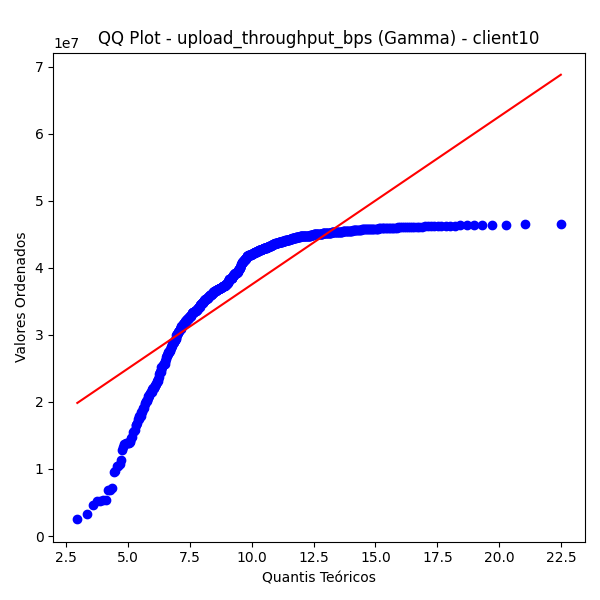 QQ Plot - upload_throughput_bps (Gamma) - client10
1e7
7
6
5
4
3
2
1
0
Valores Ordenados
2.5 5.0 7.5 10.0 12.5 15.0 17.5 20.0 22.5
Quantis Teóricos